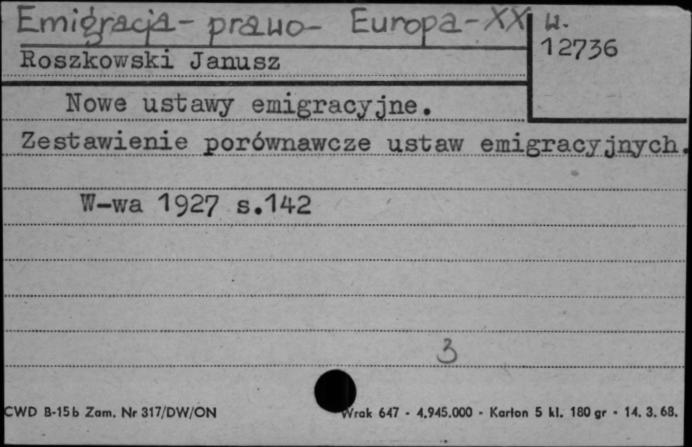 Emigracja - prawo - Europa - XX w.
12736
Roszkowski Janusz
Nowe ustawy emigracyjne.
Zestawienie porównawcze ustaw emigracyjnych.
W-wa 1927 s.142
3
CWD B-15b Zam. Nr 317/DW/ON Wrak 647 - 4.945.000 - Karton 5 kl. 180 gr - 14. 3. 68.